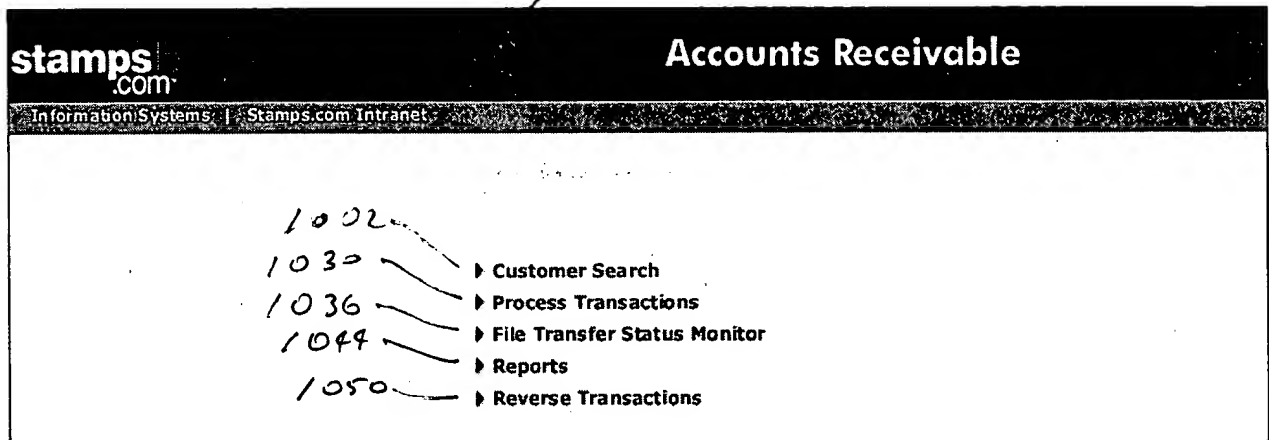 stamps.com Accounts Receivable
Information Systems | Stamps.com Intranet
1002 Customer Search
1030 Process Transactions
1036 File Transfer Status Monitor
1044 Reports
1050 Reverse Transactions